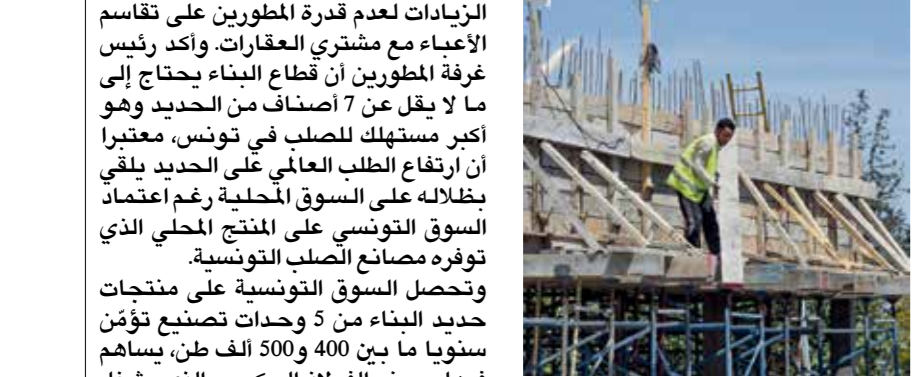 الزيادات لعدم قدرة المطورين على تقاسم
الأعباء مع مشتري العقارات. وأكد رئيس
غرفة المطورين أن قطاع البناء يحتاج إلى
ما لا يقل عن 7 أصناف من الحديد وهو
أكبر مستهلك للصلب في تونس، معتبرا
أن ارتفاع الطلب العالمي على الحديد يلقي
بظلاله على السوق المحلية رغم اعتماد
السوق التونسي على المنتج المحلي الذي
توفره مصانع الصلب التونسية.
وتحصل السوق التونسية على منتجات
حديد البناء من 5 وحدات تصنيع تؤمّن
سنويا ما بين 400 و500 ألف طن، يساهم